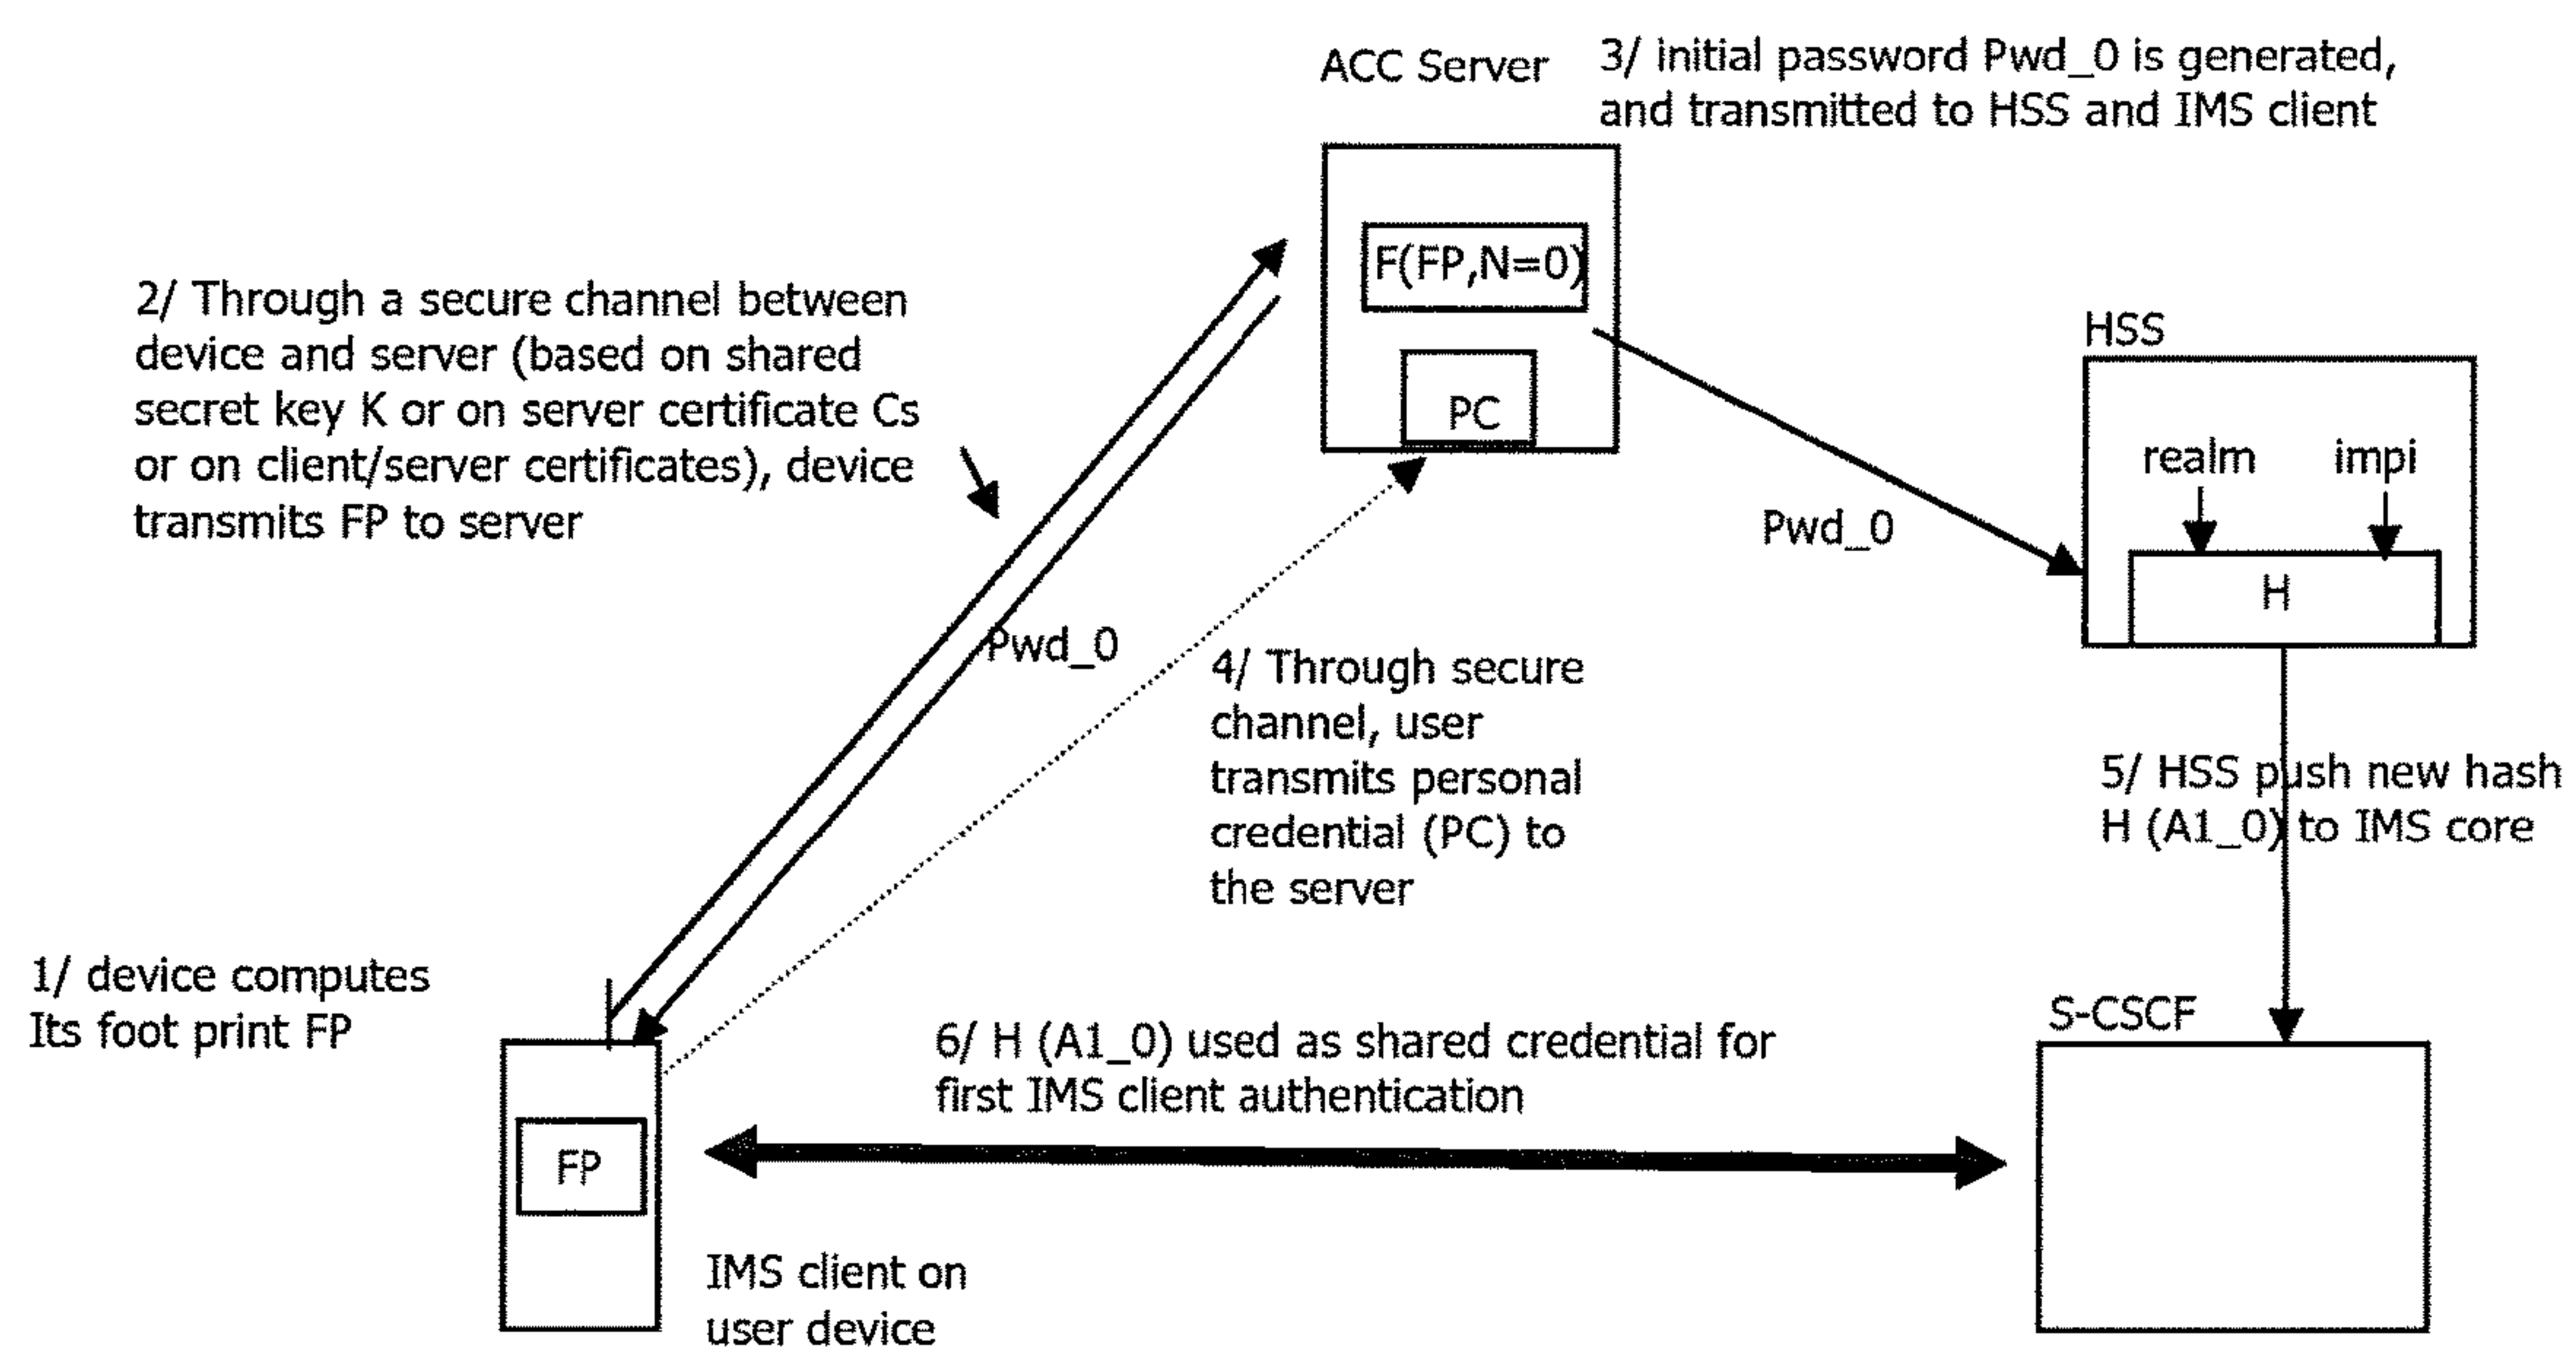 ACC Server
3/ initial password Pwd_0 is generated,
and transmitted to HSS and IMS client
F(FP,N=0)
PC
2/ Through a secure channel between
device and server (based on shared
secret key K or on server certificate Cs
or on client/server certificates), device
transmits FP to server
HSS
realm impi
H
Pwd_0
Pwd_0
4/ Through secure
channel, user
transmits personal
credential (PC) to
the server
5/ HSS push new hash
H (A1_0) to IMS core
1/ device computes
Its foot print FP
S-CSCF
6/ H (A1_0) used as shared credential for
first IMS client authentication
FP
IMS client on
user device